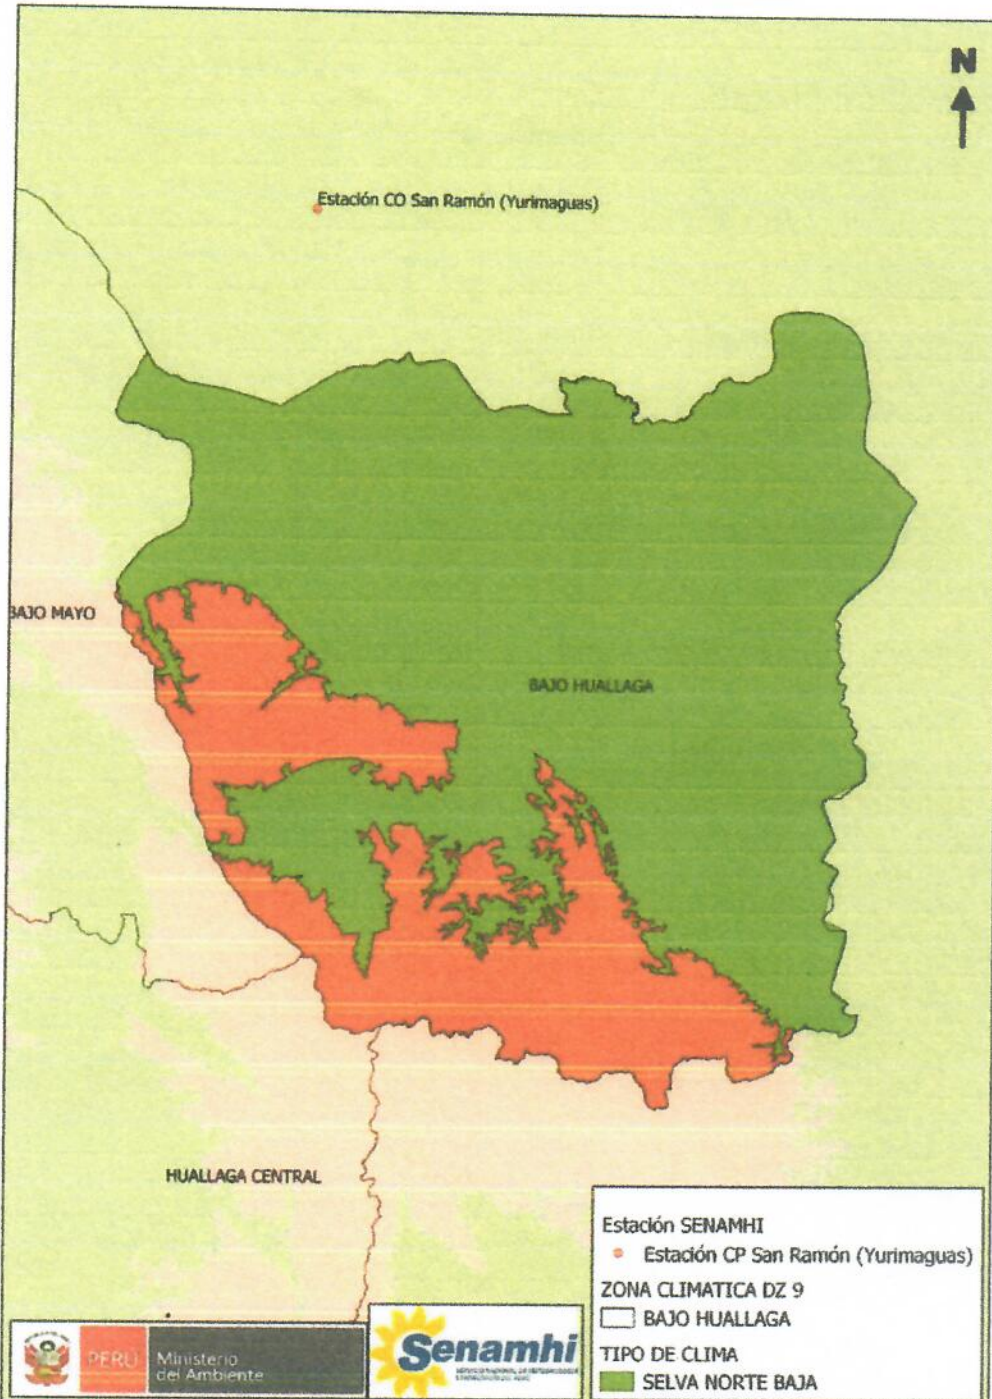 N
Estación CO San Ramón (Yurimaguas)
BAJO MAYO
BAJO HUALLAGA
HUALLAGA CENTRAL
Estación SENAMHI
Estación CP San Ramón (Yurimaguas)
ZONA CLIMATICA DZ 9
BAJO HUALLAGA
TIPO DE CLIMA
SELVA NORTE BAJA
PERÚ
Ministerio
del Ambiente
Senamhi